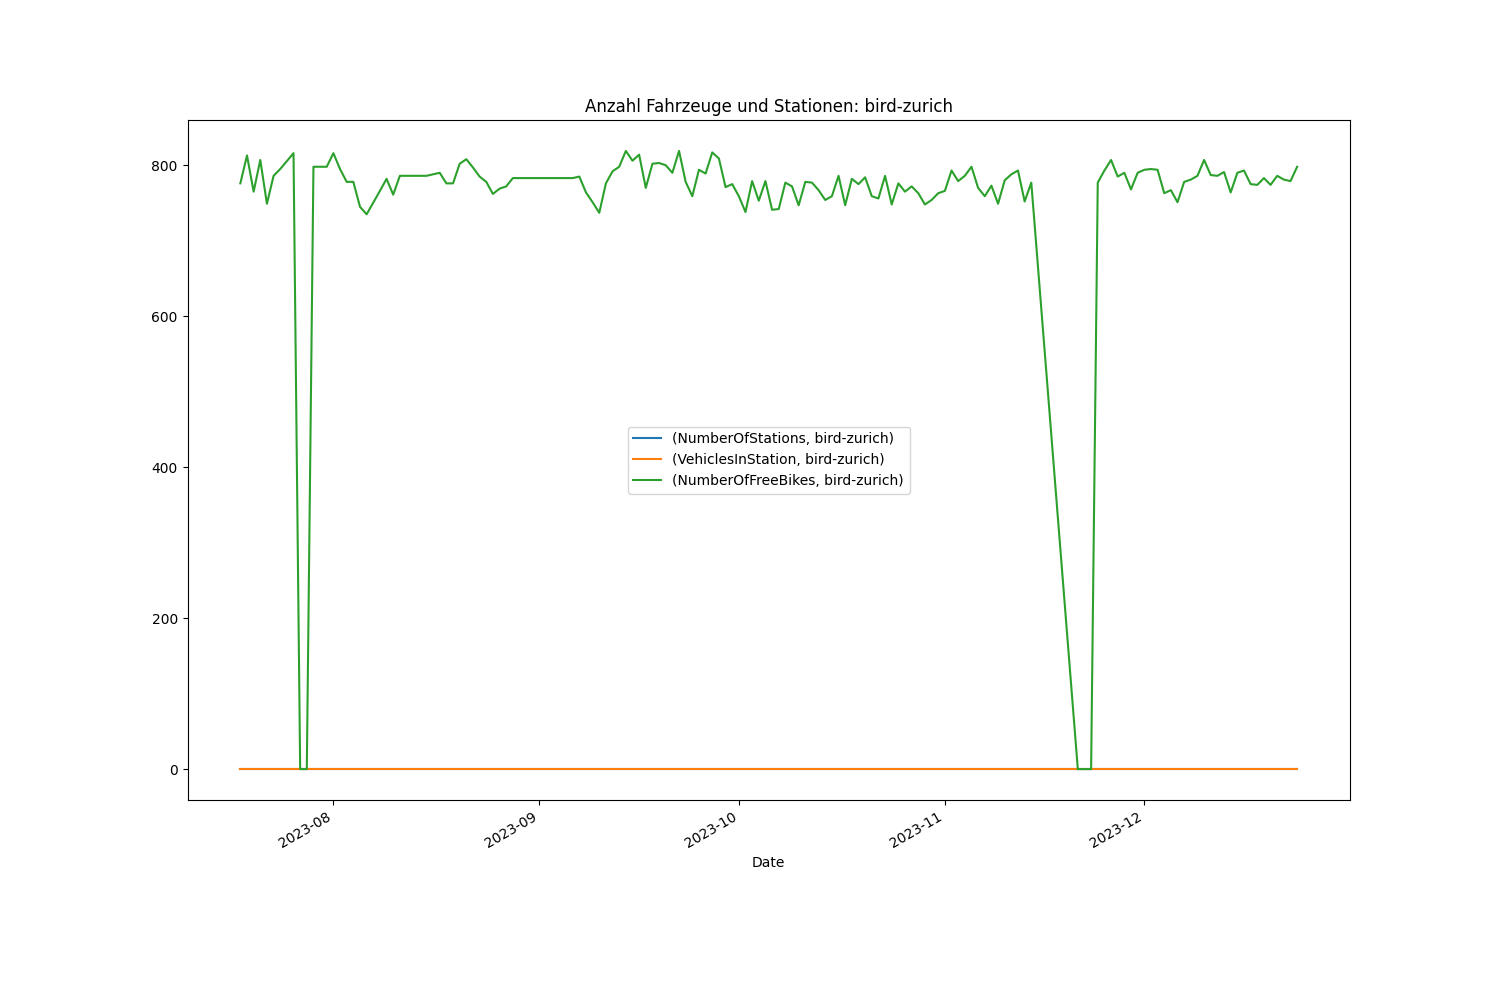 Anzahl Fahrzeuge und Stationen: bird-zurich
800
600
400
200
0
(NumberOfStations, bird-zurich)
(VehiclesInStation, bird-zurich)
(NumberOfFreeBikes, bird-zurich)
2023-08
2023-09
2023-10
2023-11
2023-12
Date